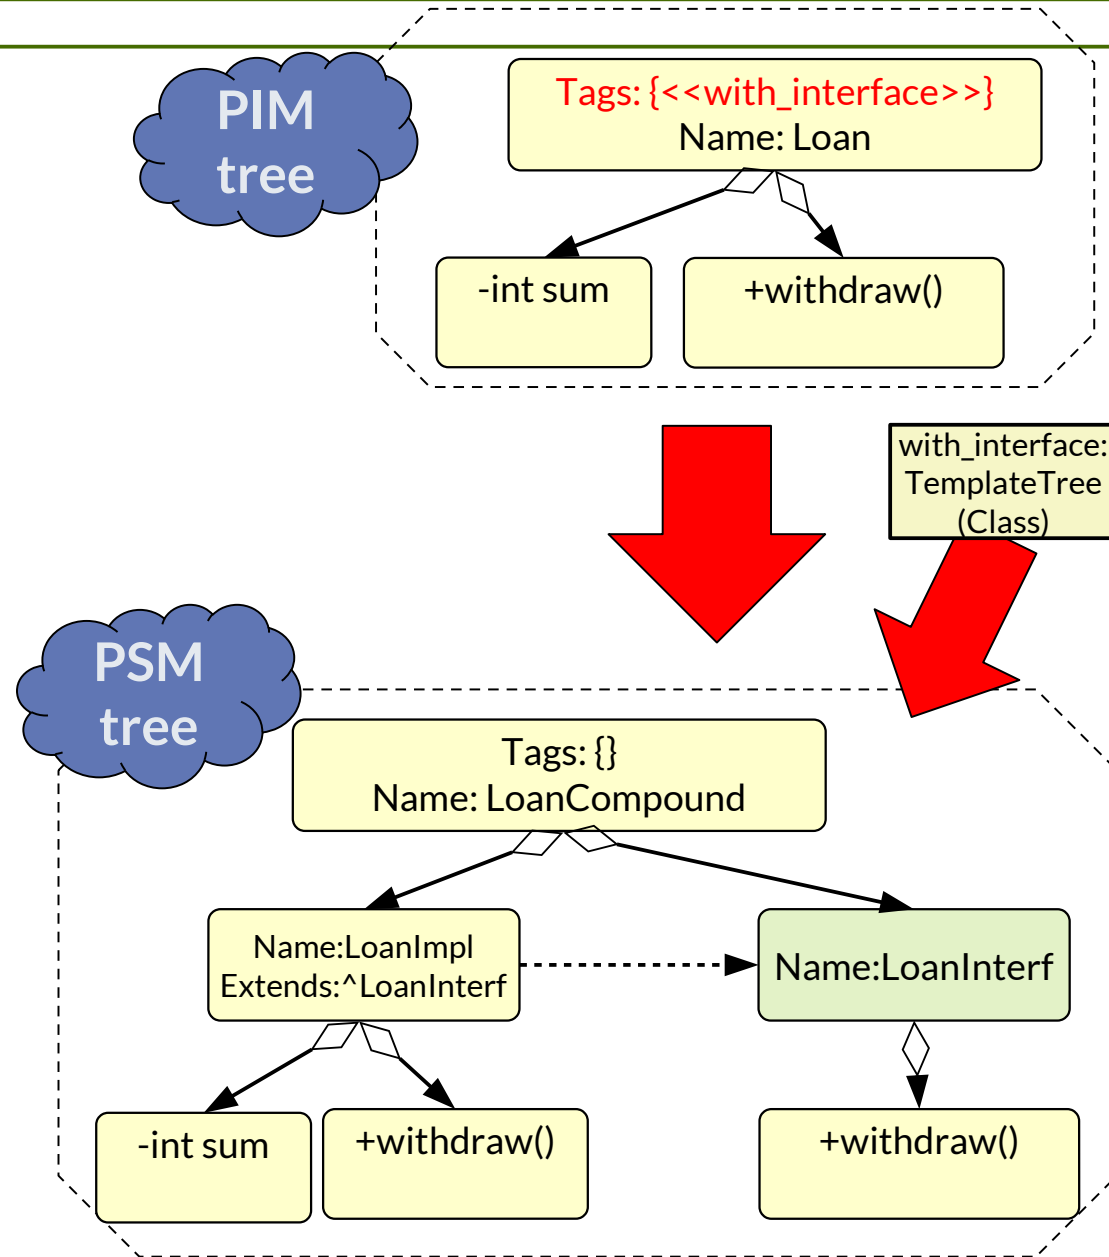 PIM
tree
Tags: {<<with_interface>>}
Name: Loan
-int sum
+withdraw()
with_interface:
TemplateTree
(Class)
PSM
tree
Tags: {}
Name: LoanCompound
Name:LoanImpl
Extends:^LoanInterf
Name:LoanInterf
-int sum
+withdraw()
+withdraw()